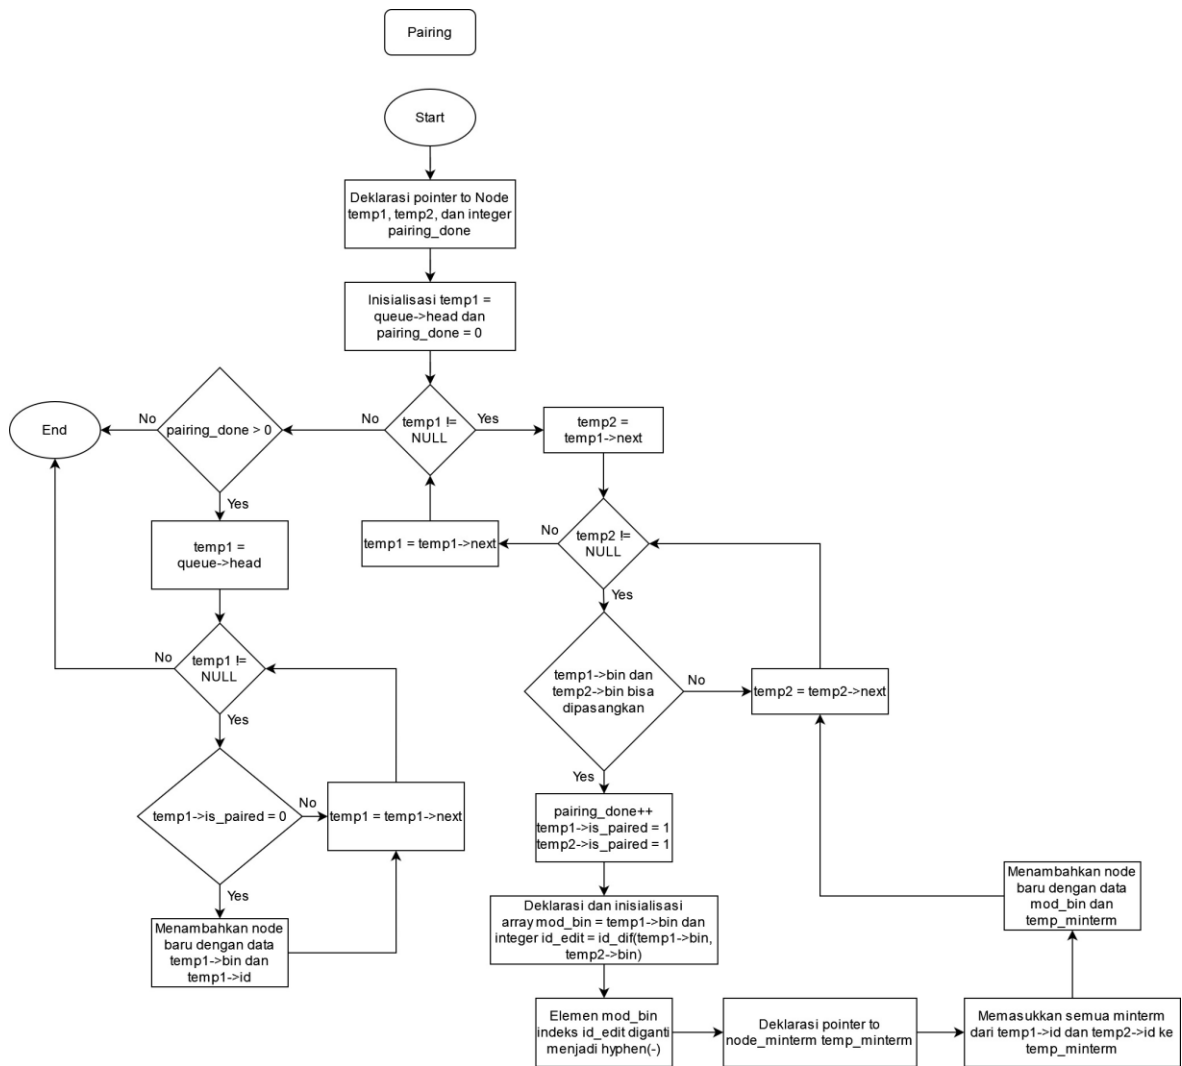 Pairing
Start
Deklarasi pointer to Node
temp1, temp2, dan integer
pairing_done
Inisialisasi temp1 =
queue->head dan
pairing_done = 0
temp1 !=
NULL
No
Yes
pairing_done > 0
No
End
Yes
temp1 =
queue->head
temp1 !=
NULL
No
Yes
temp1->is_paired = 0
No
temp1 = temp1->next
Yes
Menambahkan node
baru dengan data
temp1->bin dan
temp1->id
temp2 =
temp1->next
temp2 !=
NULL
No
temp1 = temp1->next
Yes
temp1->bin dan
temp2->bin bisa
dipasangkan
No
temp2 = temp2->next
Yes
pairing_done++
temp1->is_paired = 1
temp2->is_paired = 1
Deklarasi dan inisialisasi
array mod_bin = temp1->bin dan
integer id_edit = id_dif(temp1->bin,
temp2->bin)
Elemen mod_bin
indeks id_edit diganti
menjadi hyphen(-)
Deklarasi pointer to
node_minterm temp_minterm
Memasukkan semua minterm
dari temp1->id dan temp2->id ke
temp_minterm
Menambahkan node
baru dengan data
mod_bin dan
temp_minterm